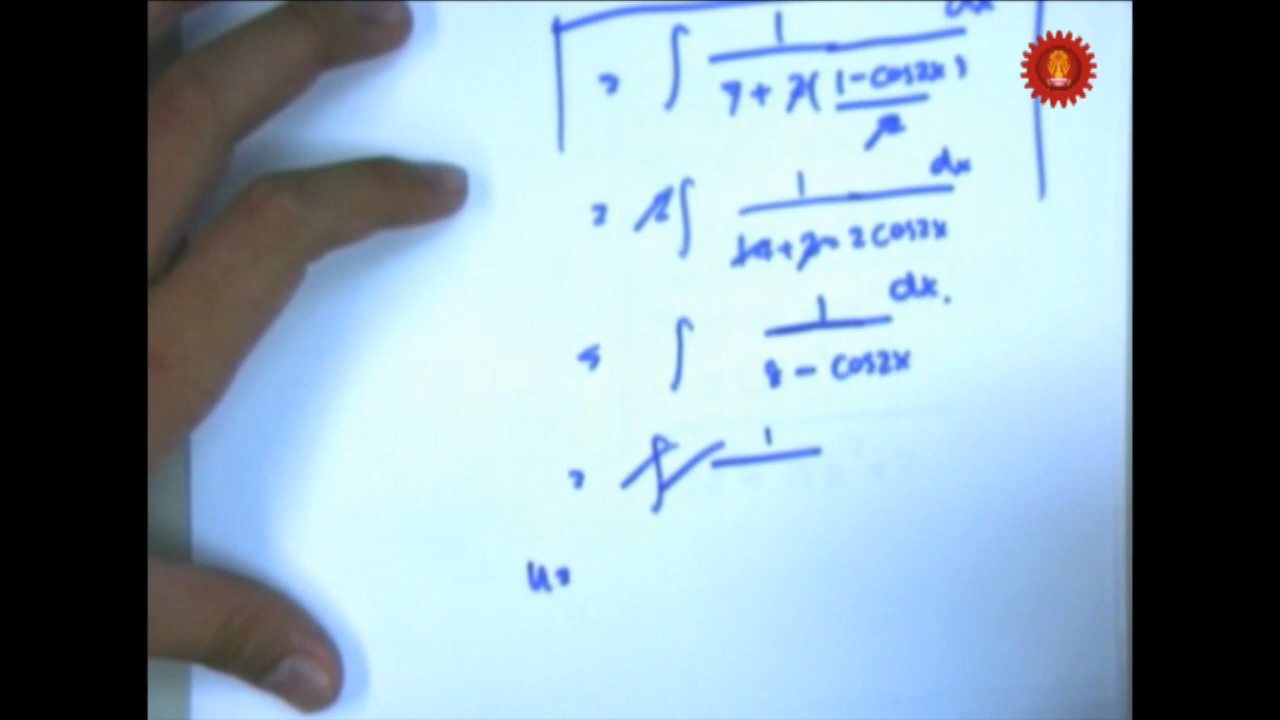 = ∫ 1/(7 + 2((1 - cos2x)/2)) dx
= 2∫ 1/(14 + 2 - 2cos2x) dx
= ∫ 1/(8 - cos2x) dx.
= ∫ 1
u =